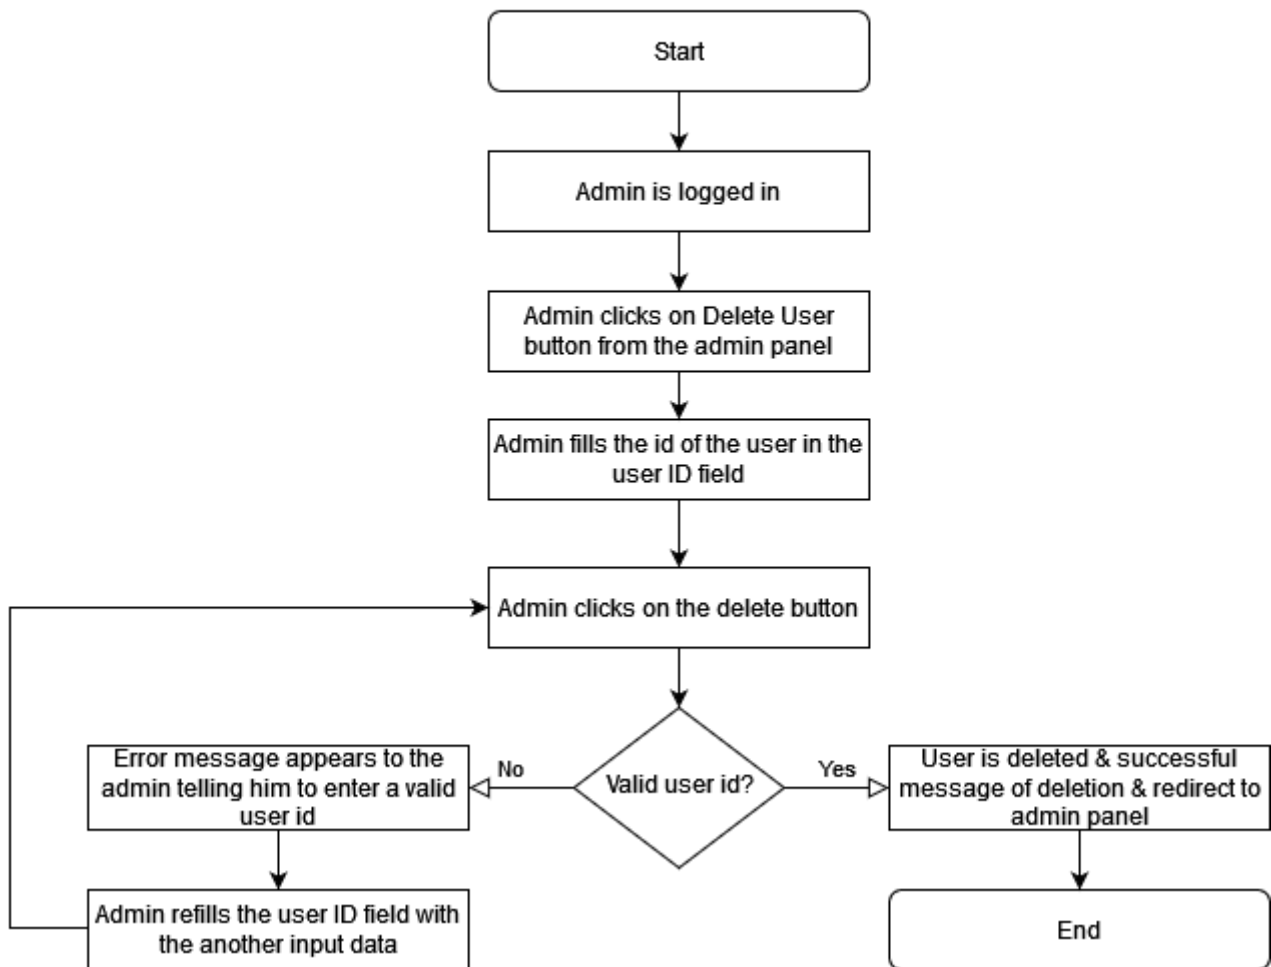 Start
Admin is logged in
Admin clicks on Delete User
button from the admin panel
Admin fills the id of the user in the
user ID field
Admin clicks on the delete button
Valid user id?
No
Yes
Error message appears to the
admin telling him to enter a valid
user id
User is deleted & successful
message of deletion & redirect to
admin panel
Admin refills the user ID field with
the another input data
End